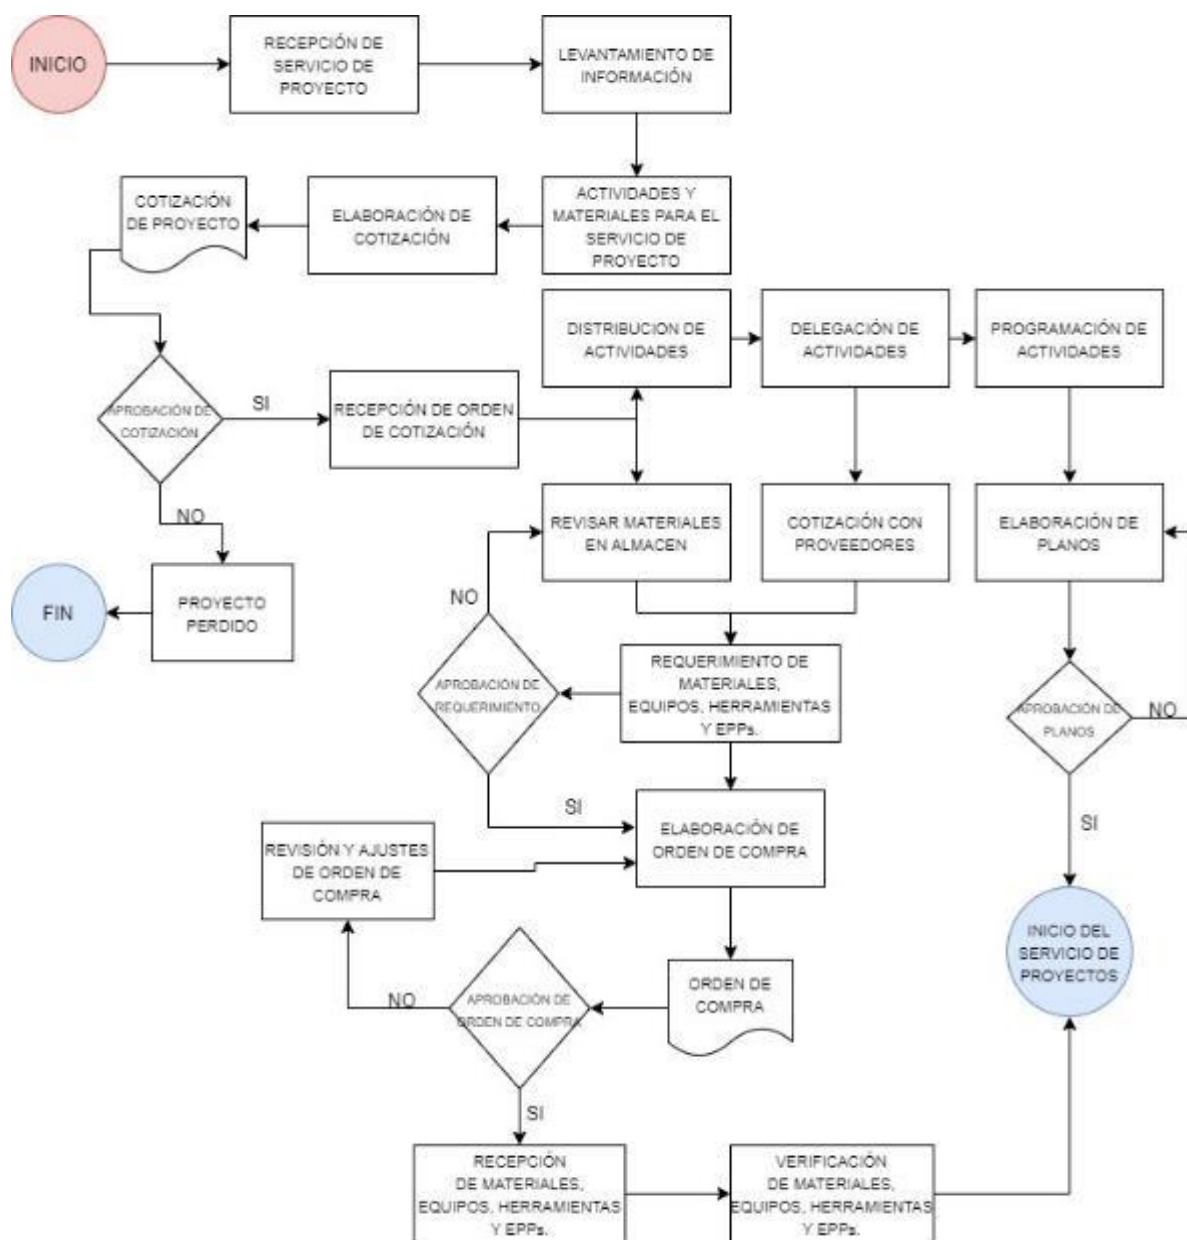 INICIO
RECEPCIÓN DE
SERVICIO DE
PROYECTO
LEVANTAMIENTO DE
INFORMACIÓN
COTIZACIÓN
DE PROYECTO
ELABORACIÓN DE
COTIZACIÓN
ACTIVIDADES Y
MATERIALES PARA EL
SERVICIO DE
PROYECTO
DISTRIBUCION DE
ACTIVIDADES
DELEGACIÓN DE
ACTIVIDADES
PROGRAMACIÓN DE
ACTIVIDADES
APROBACIÓN DE
COTIZACIÓN
SI
RECEPCIÓN DE ORDEN
DE COTIZACIÓN
NO
REVISAR MATERIALES
EN ALMACEN
COTIZACIÓN CON
PROVEEDORES
ELABORACIÓN DE
PLANOS
FIN
PROYECTO
PERDIDO
NO
APROBACIÓN DE
REQUERIMIENTO
REQUERIMIENTO DE
MATERIALES,
EQUIPOS, HERRAMIENTAS
Y EPPs.
APROBACIÓN DE
PLANOS
NO
SI
SI
ELABORACIÓN DE
ORDEN DE COMPRA
REVISIÓN Y AJUSTES
DE ORDEN DE
COMPRA
INICIO DEL
SERVICIO DE
PROYECTOS
NO
APROBACIÓN DE
ORDEN DE COMPRA
ORDEN DE
COMPRA
SI
RECEPCIÓN
DE MATERIALES,
EQUIPOS, HERRAMIENTAS
Y EPPs.
VERIFICACIÓN
DE MATERIALES,
EQUIPOS, HERRAMIENTAS
Y EPPs.